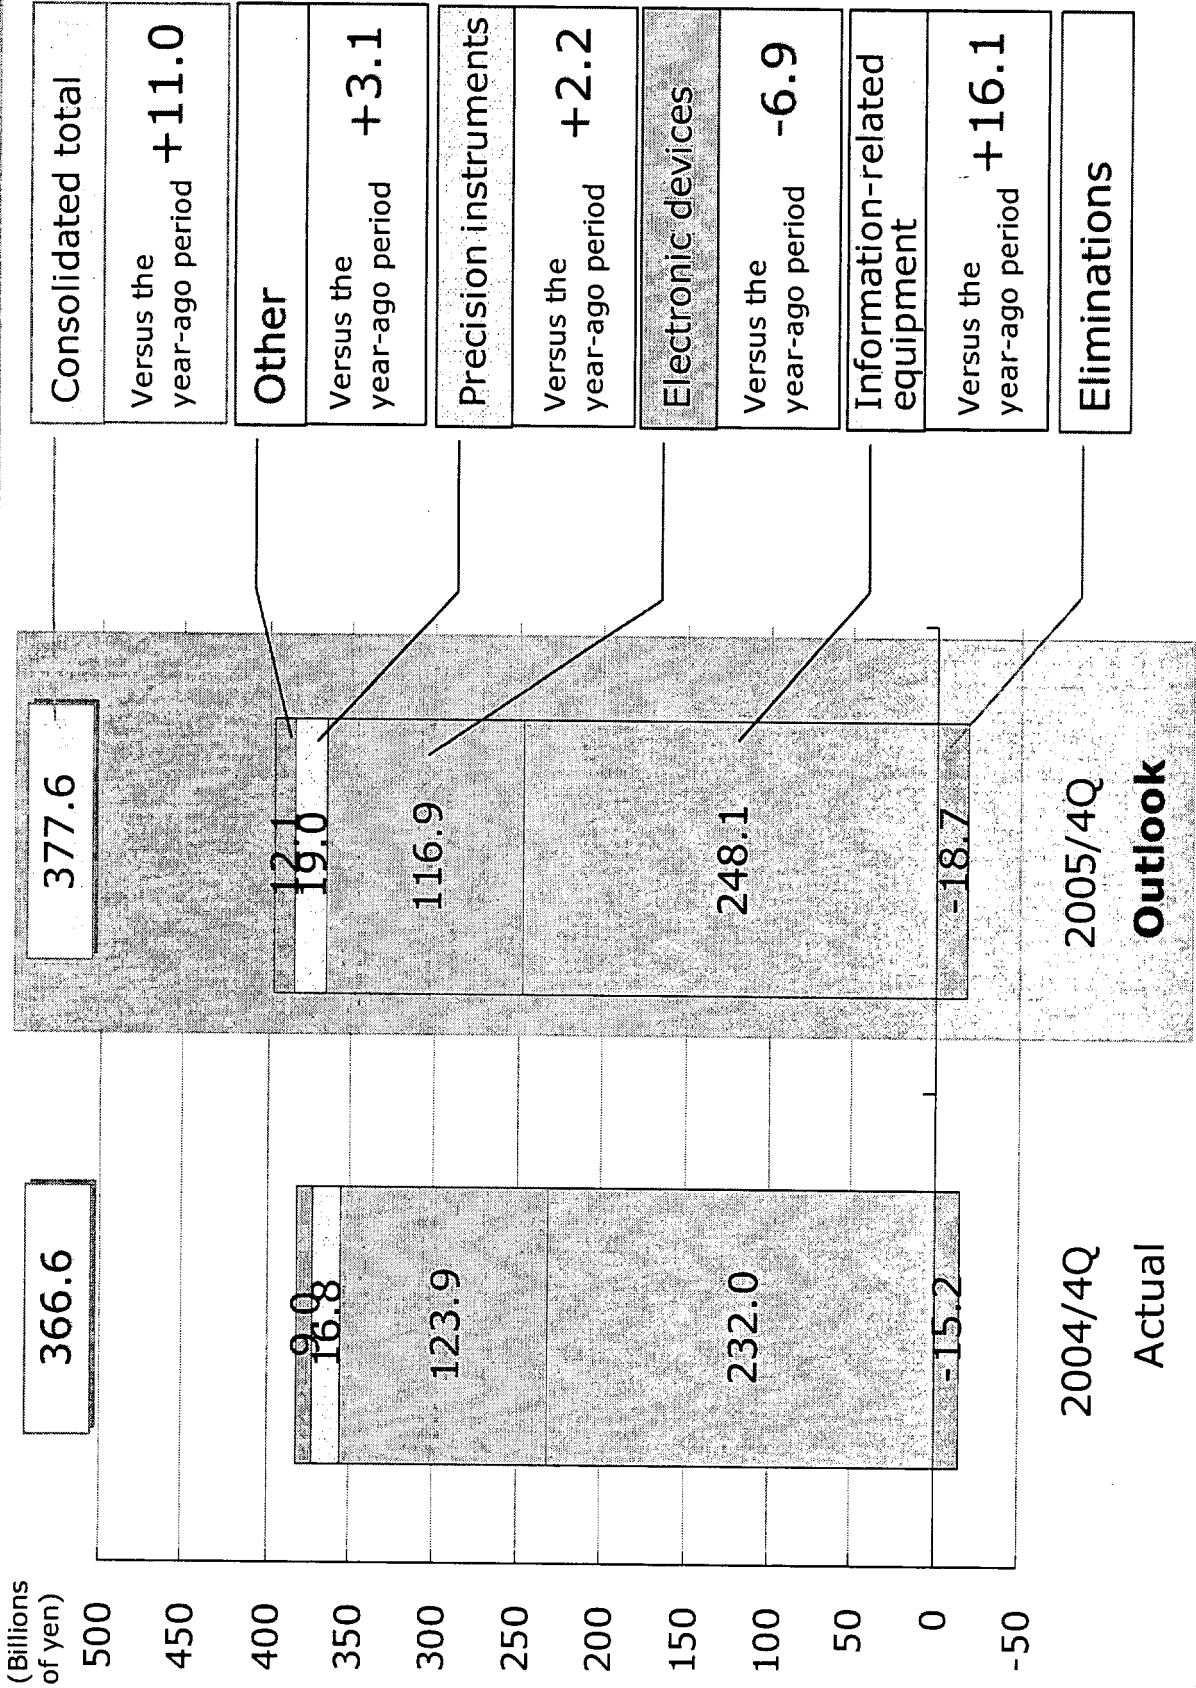 (Billions
of yen)
500
450
400
350
300
250
200
150
100
50
0
-50
366.6
9.0
16.8
123.9
232.0
-15.2
2004/4Q
Actual
377.6
12.1
19.0
116.9
248.1
-18.7
2005/4Q
Outlook
Consolidated total
Versus the
year-ago period +11.0
Other
Versus the
year-ago period +3.1
Precision instruments
Versus the
year-ago period +2.2
Electronic devices
Versus the
year-ago period -6.9
Information-related
equipment
Versus the
year-ago period +16.1
Eliminations